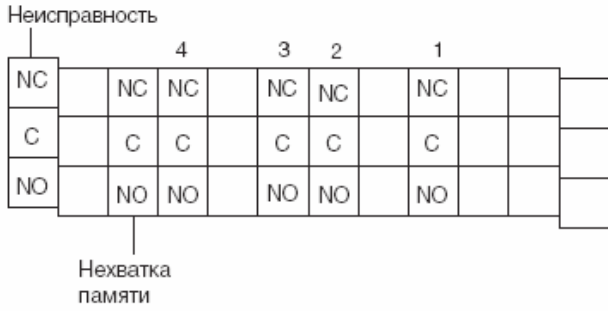 Неисправность
4 3 2 1
NC NC NC NC NC NC
C C C C C C
NO NO NO NO NO NO
Нехватка
памяти